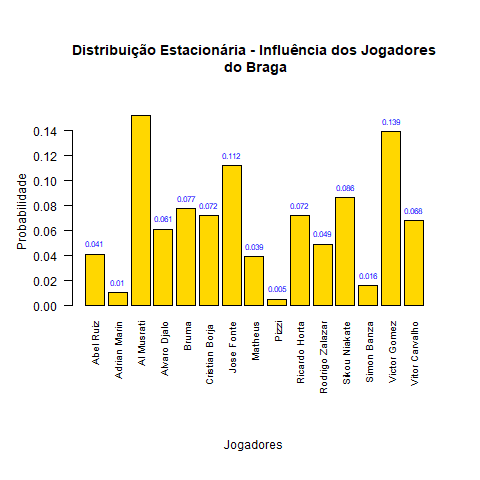 Distribuição Estacionária - Influência dos Jogadores
do Braga
Probabilidade
0.14
0.12
0.10
0.08
0.06
0.04
0.02
0.00
0.041
0.01
0.061
0.077
0.072
0.112
0.039
0.005
0.072
0.049
0.086
0.016
0.139
0.068
Abel Ruiz
Adrian Marin
Al Musrati
Alvaro Djalo
Bruma
Cristian Borja
Jose Fonte
Matheus
Pizzi
Ricardo Horta
Rodrigo Zalazar
Sikou Niakate
Simon Banza
Victor Gomez
Vitor Carvalho
Jogadores